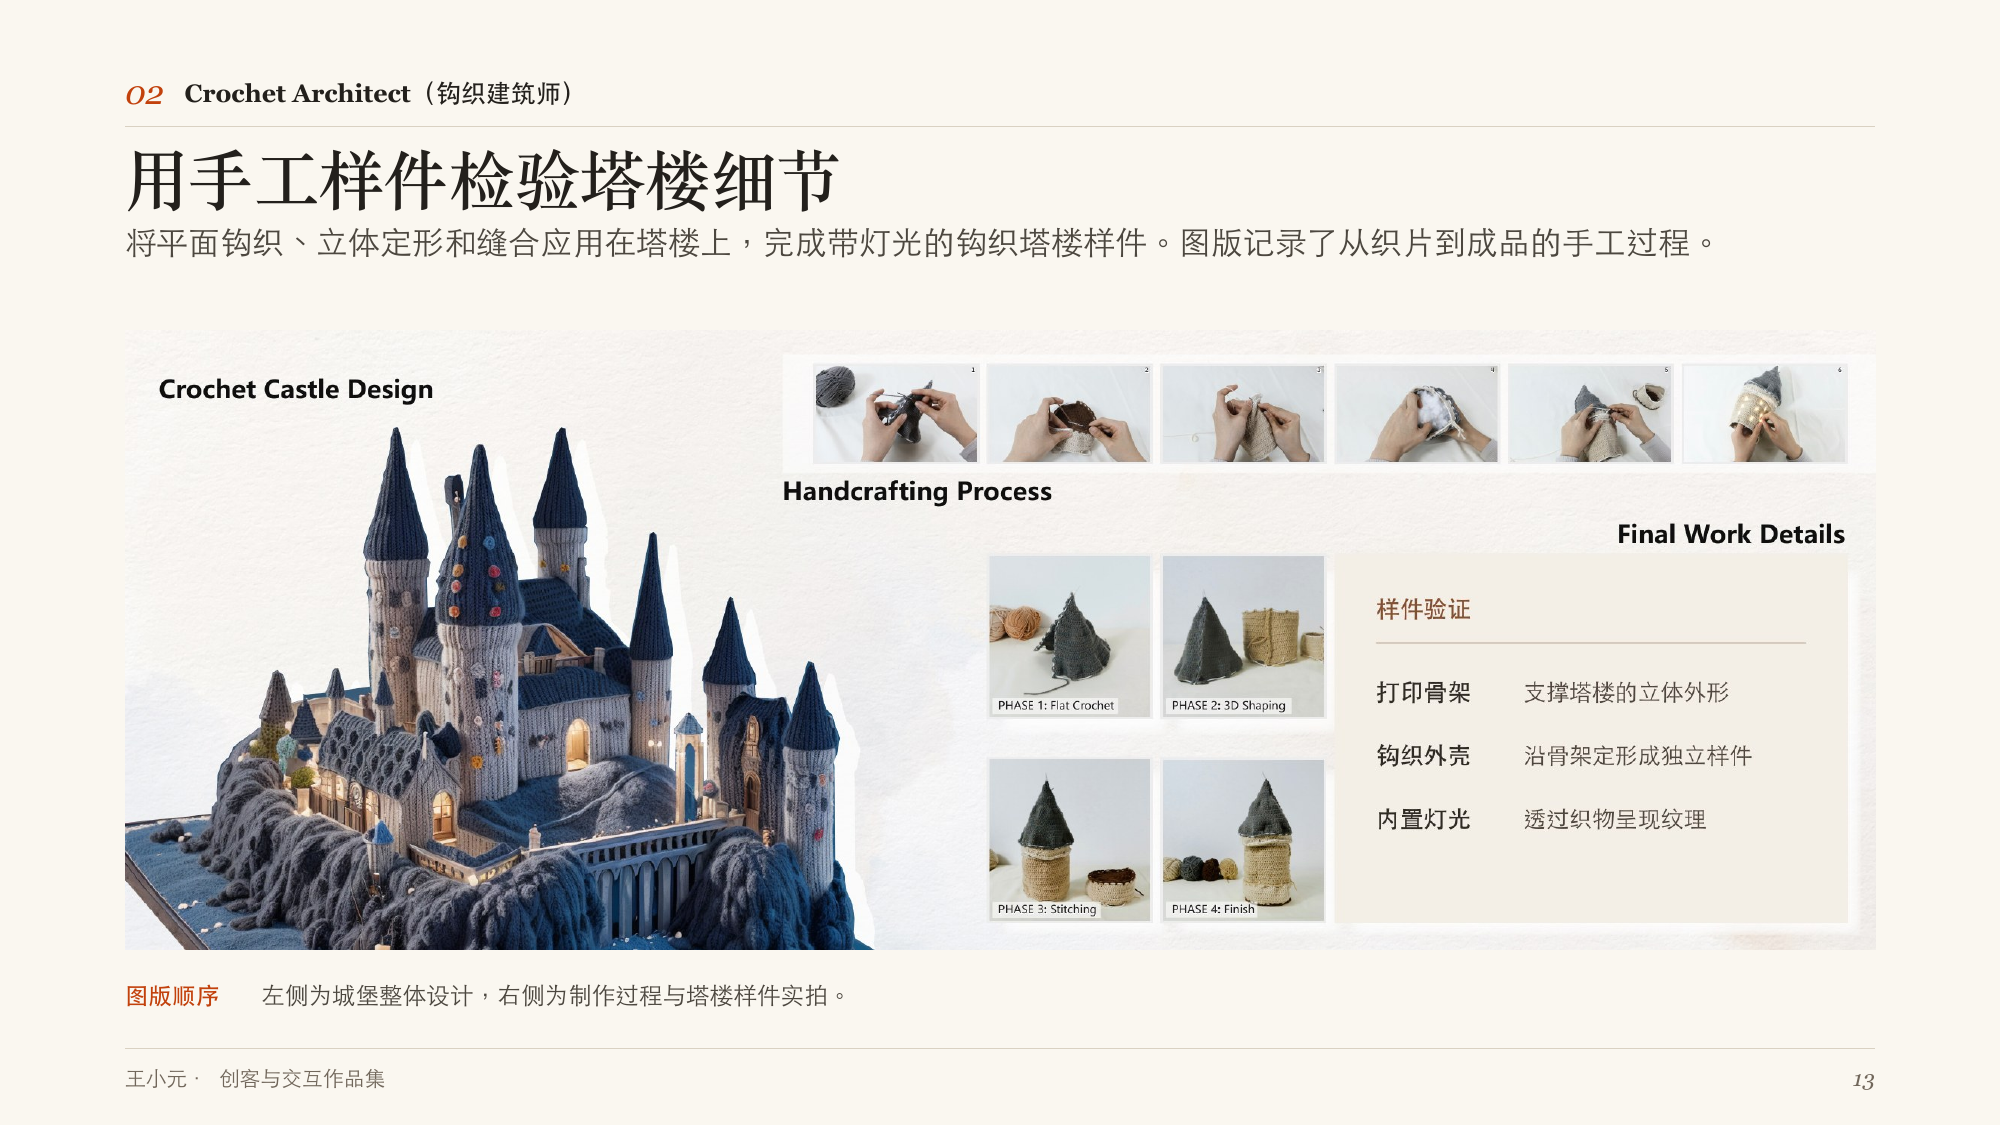 02 Crochet Architect（钩织建筑师）
用手工样件检验塔楼细节
将平面钩织、立体定形和缝合应用在塔楼上，完成带灯光的钩织塔楼样件。图版记录了从织片到成品的手工过程。
Crochet Castle Design
1
2
3
4
5
6
Handcrafting Process
Final Work Details
PHASE 1: Flat Crochet
PHASE 2: 3D Shaping
PHASE 3: Stitching
PHASE 4: Finish
样件验证
打印骨架 支撑塔楼的立体外形
钩织外壳 沿骨架定形成独立样件
内置灯光 透过织物呈现纹理
图版顺序 左侧为城堡整体设计，右侧为制作过程与塔楼样件实拍。
王小元 · 创客与交互作品集
13